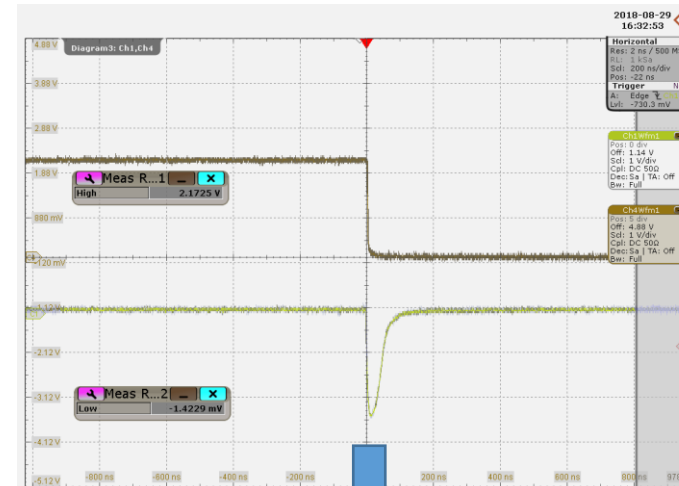 2018-08-29
16:32:53
Diagram3: Ch1,Ch4
4.88 V
3.88 V
2.88 V
1.88 V
880 mV
-120 mV
-1.12 V
-2.12 V
-3.12 V
-4.12 V
-5.12 V
Horizontal
Res: 2 ns / 500 M
RL: 1 kSa
Scl: 200 ns/div
Pos: -22 ns
Trigger N
A: Edge
Lvl: -730.3 mV
Ch1Wfm1
Pos: 0 div
Off: 1.14 V
Scl: 1 V/div
Cpl: DC 50Ω
Dec: Sa | TA: Off
Bw: Full
Ch4Wfm1
Pos: 5 div
Off: 4.88 V
Scl: 1 V/div
Cpl: DC 50Ω
Dec: Sa | TA: Off
Bw: Full
Meas R...1
High 2.1725 V
Meas R...2
Low -1.4229 mV
-800 ns -600 ns -400 ns -200 ns 200 ns 400 ns 600 ns 800 ns 978